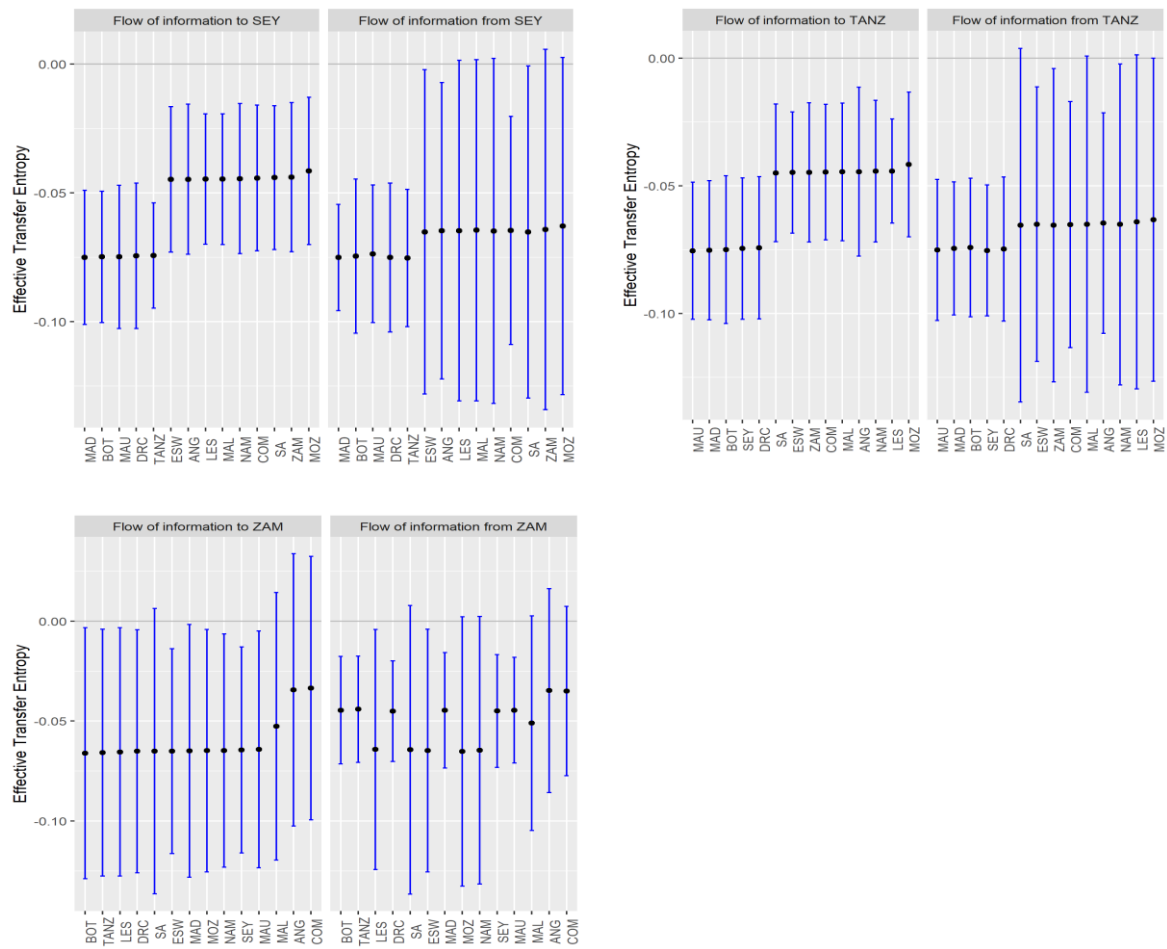 Flow of information to SEY
Flow of information from SEY
Effective Transfer Entropy
0.00
-0.05
-0.10
MAD BOT MAU DRC TANZ ESW ANG LES MAL NAM COM SA ZAM MOZ
MAD BOT MAU DRC TANZ ESW ANG LES MAL NAM COM SA ZAM MOZ
Flow of information to TANZ
Flow of information from TANZ
Effective Transfer Entropy
0.00
-0.05
-0.10
MAU MAD BOT SEY DRC SA ESW ZAM COM MAL ANG NAM LES MOZ
MAU MAD BOT SEY DRC SA ESW ZAM COM MAL ANG NAM LES MOZ
Flow of information to ZAM
Flow of information from ZAM
Effective Transfer Entropy
0.00
-0.05
-0.10
BOT TANZ LES DRC SA ESW MAD MOZ NAM SEY MAU MAL ANG COM
BOT TANZ LES DRC SA ESW MAD MOZ NAM SEY MAU MAL ANG COM